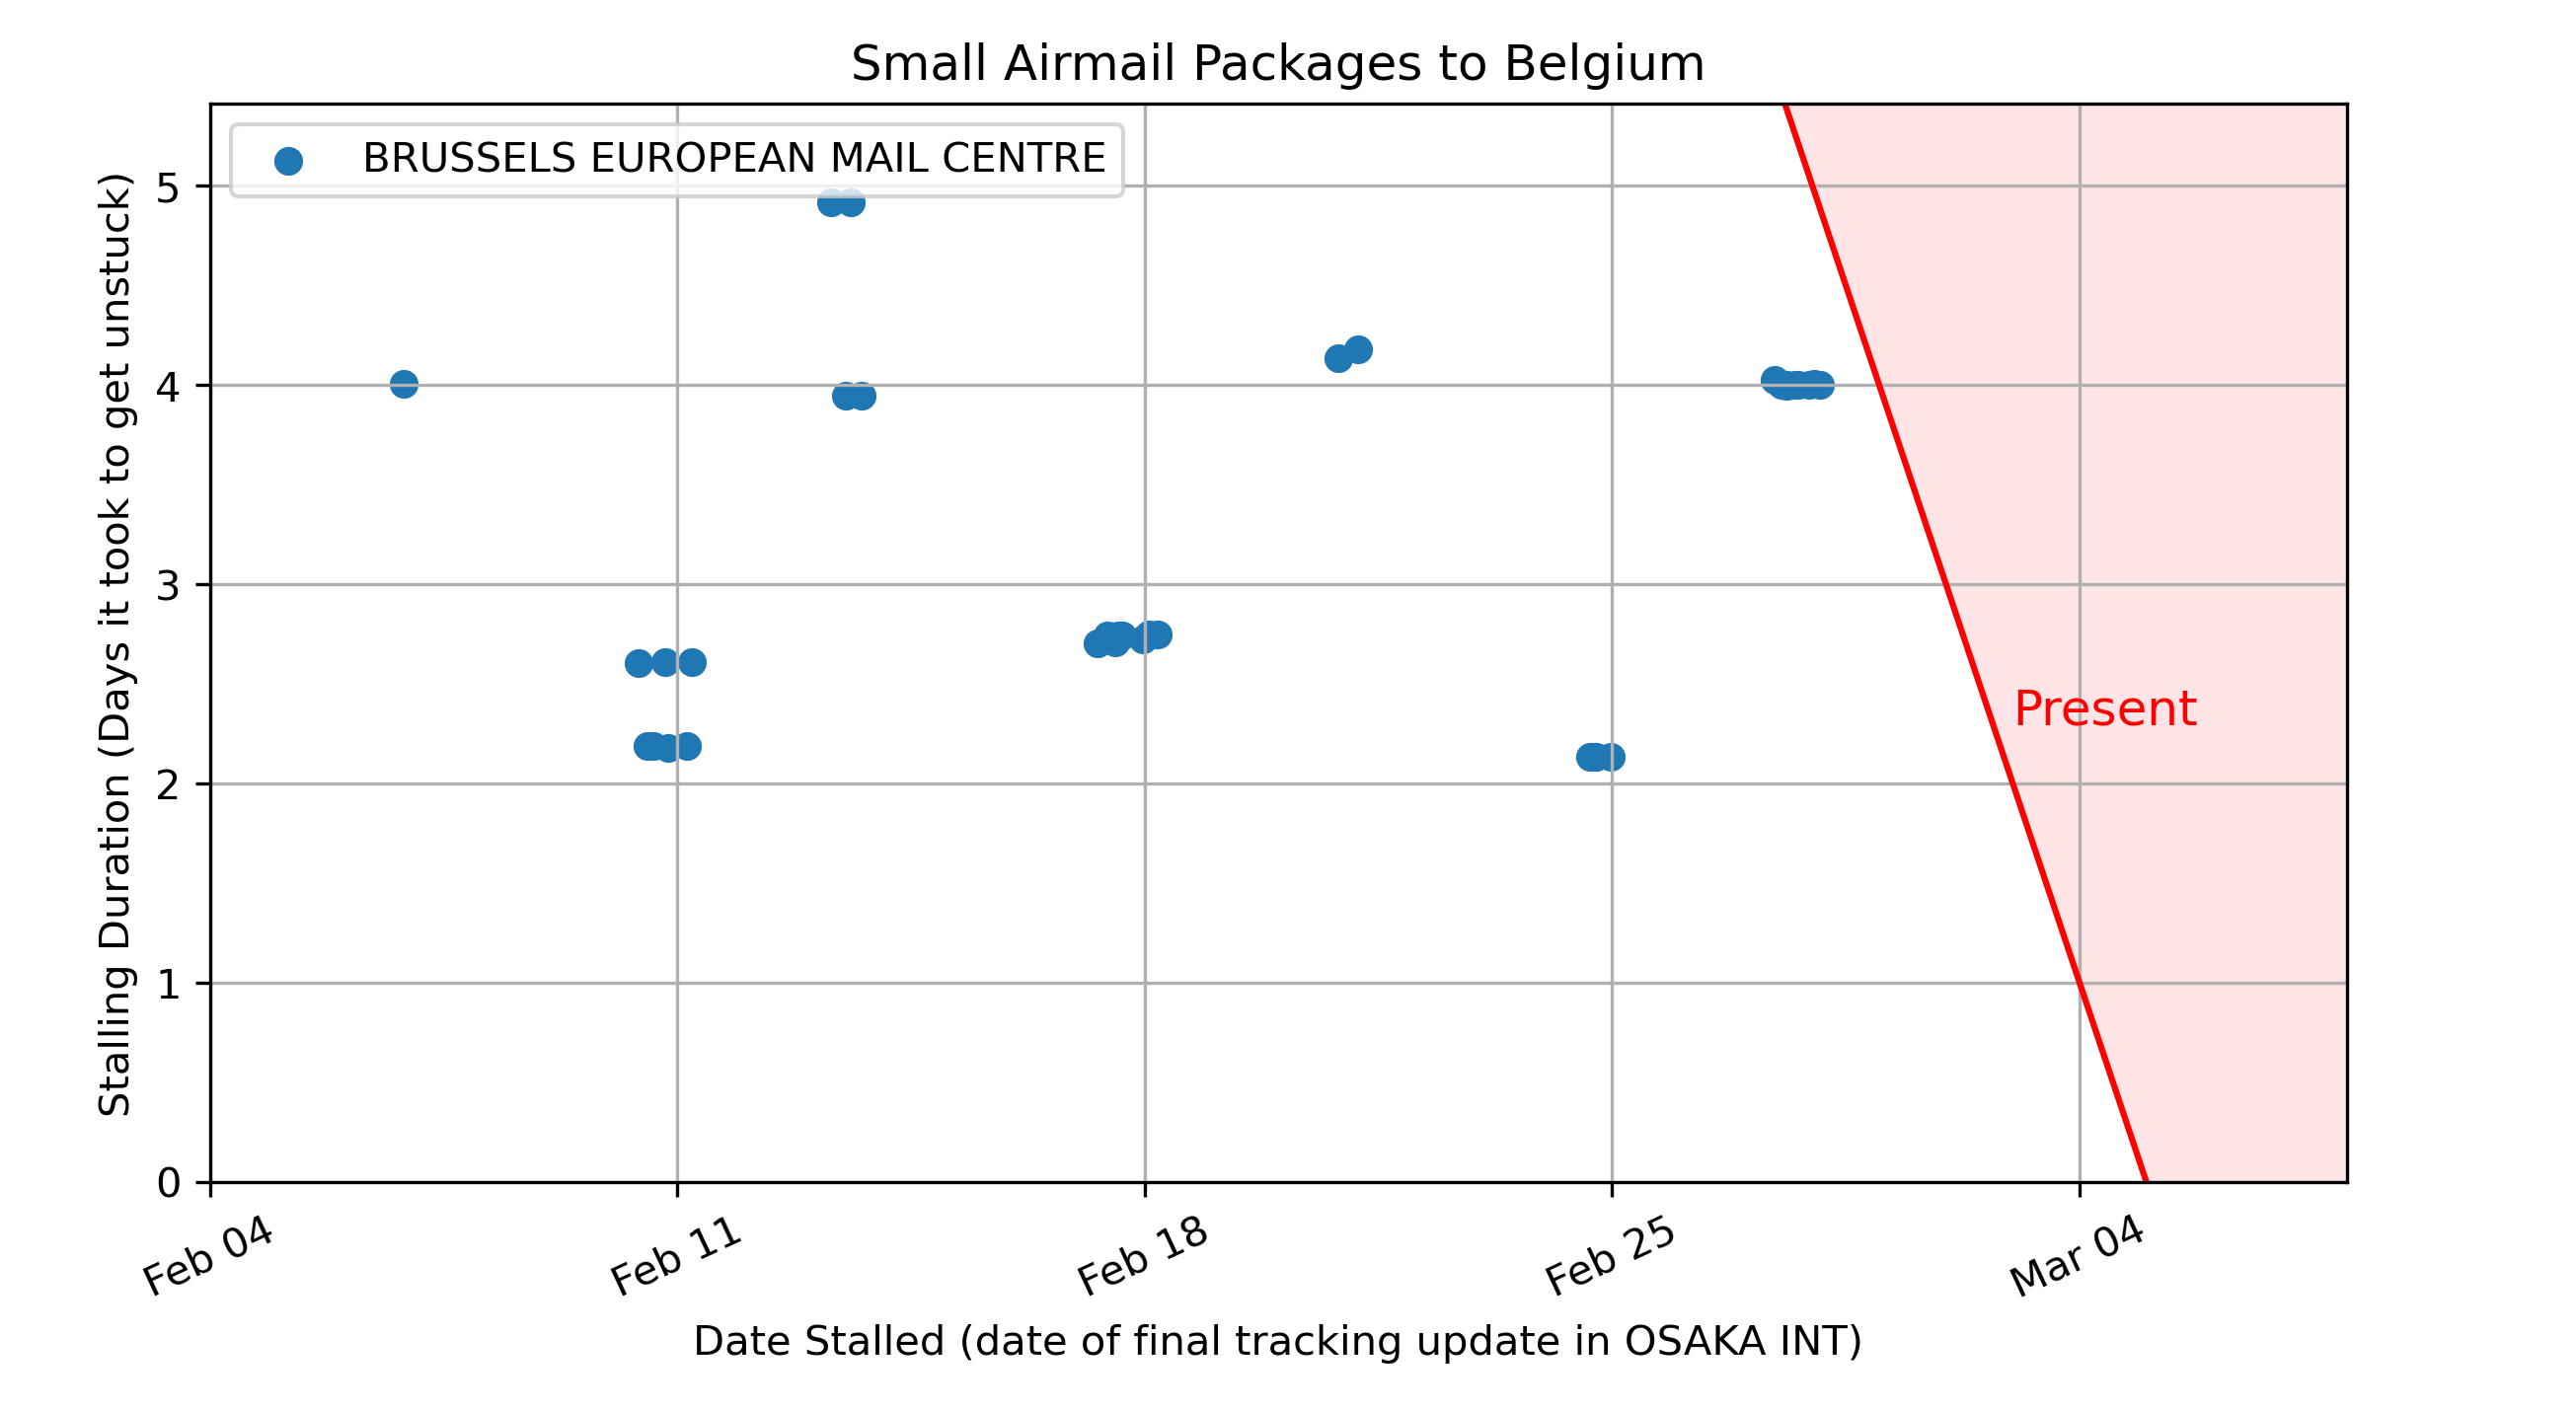 Small Airmail Packages to Belgium
BRUSSELS EUROPEAN MAIL CENTRE
Stalling Duration (Days it took to get unstuck)
5
4
3
2
1
0
Present
Feb 04
Feb 11
Feb 18
Feb 25
Mar 04
Date Stalled (date of final tracking update in OSAKA INT)